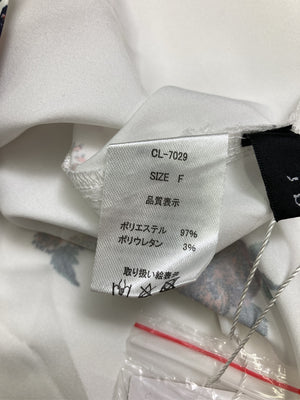 CL-7029
SIZE F
品質表示
ポリエステル 97%
ポリウレタン 3%
取り扱い絵表示